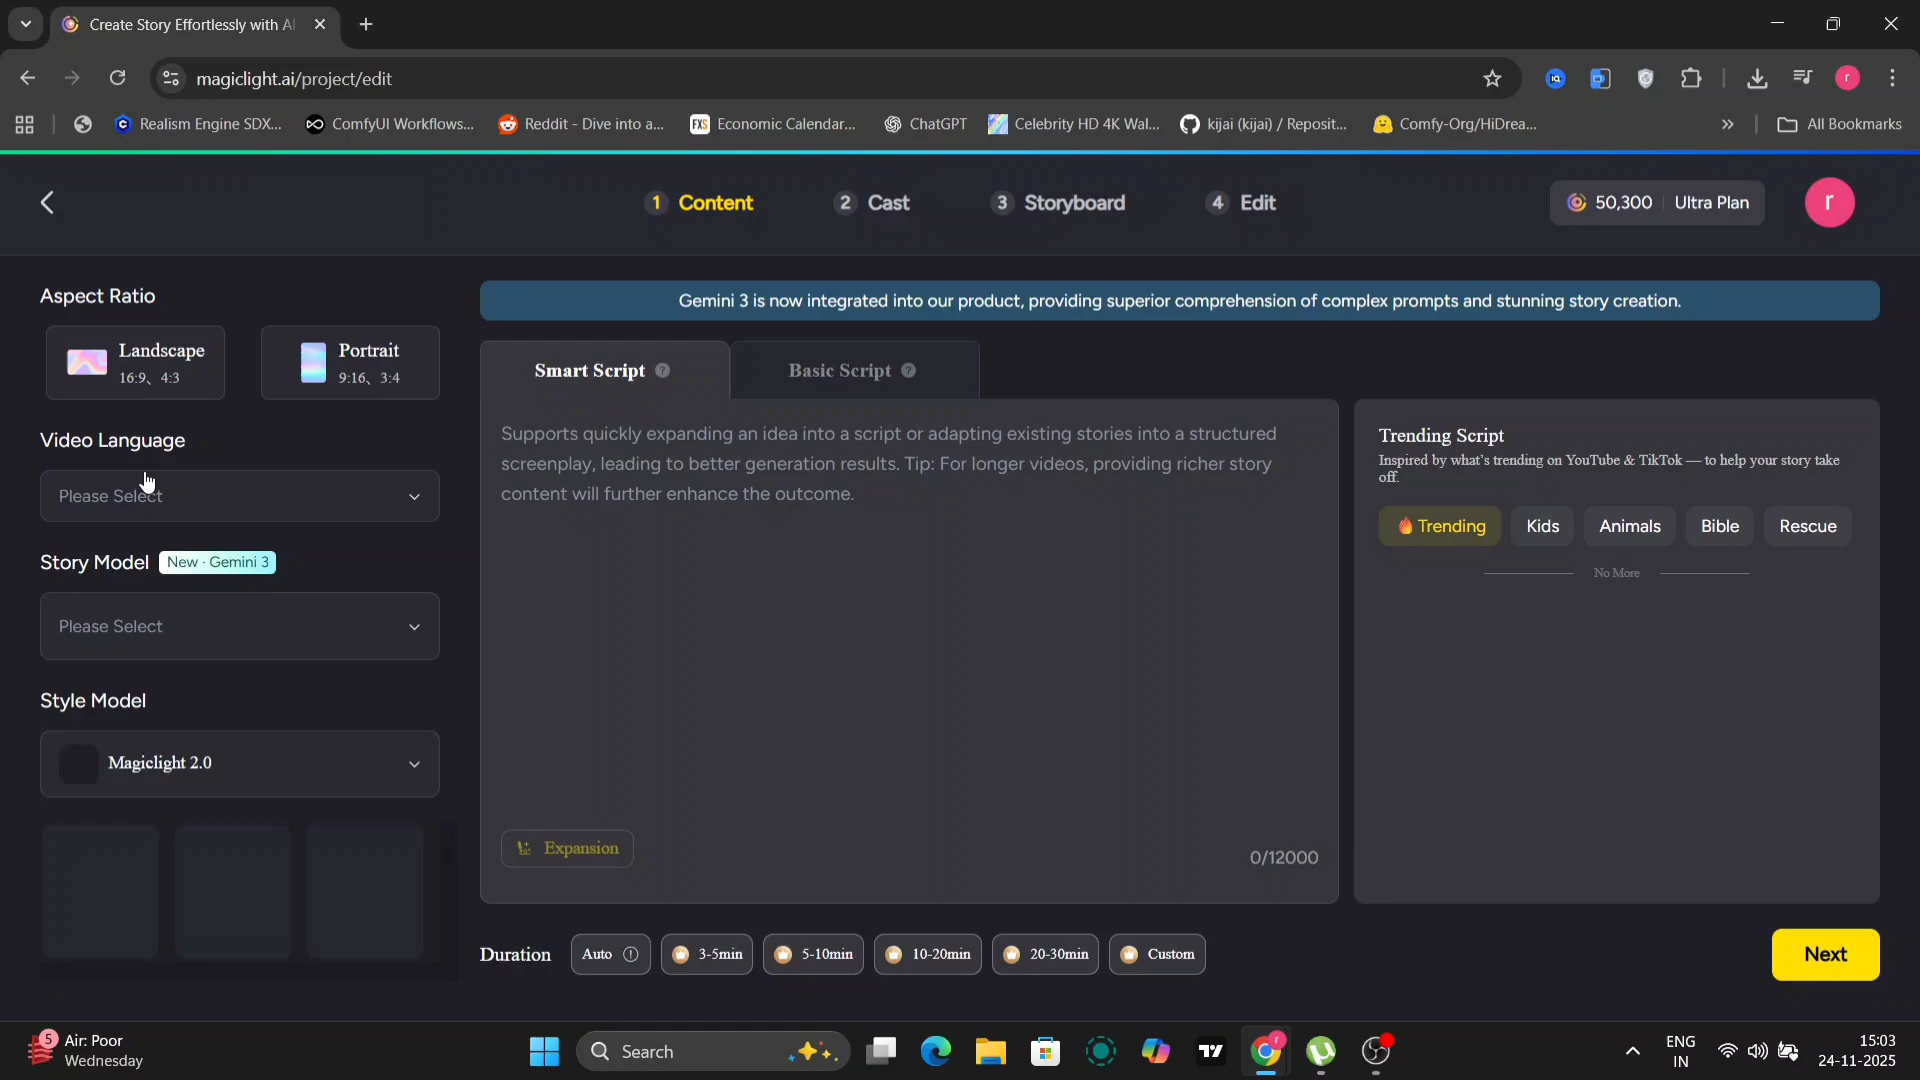 Create Story Effortlessly with AI
magiclight.ai/project/edit
Realism Engine SDX...
ComfyUI Workflows...
Reddit - Dive into a...
Economic Calendar...
ChatGPT
Celebrity HD 4K Wal...
kijai (kijai) / Reposit...
Comfy-Org/HiDrea...
All Bookmarks
1 Content
2 Cast
3 Storyboard
4 Edit
50,300 Ultra Plan
r
Aspect Ratio
Landscape
16:9、4:3
Portrait
9:16、3:4
Video Language
Please Select
Story Model New · Gemini 3
Please Select
Style Model
Magiclight 2.0
Gemini 3 is now integrated into our product, providing superior comprehension of complex prompts and stunning story creation.
Smart Script ?
Basic Script ?
Supports quickly expanding an idea into a script or adapting existing stories into a structured
screenplay, leading to better generation results. Tip: For longer videos, providing richer story
content will further enhance the outcome.
Expansion
0/12000
Trending Script
Inspired by what's trending on YouTube & TikTok — to help your story take
off.
Trending
Kids
Animals
Bible
Rescue
No More
Duration
Auto
3-5min
5-10min
10-20min
20-30min
Custom
Next
5
Air: Poor
Wednesday
Search
ENG
IN
15:03
24-11-2025